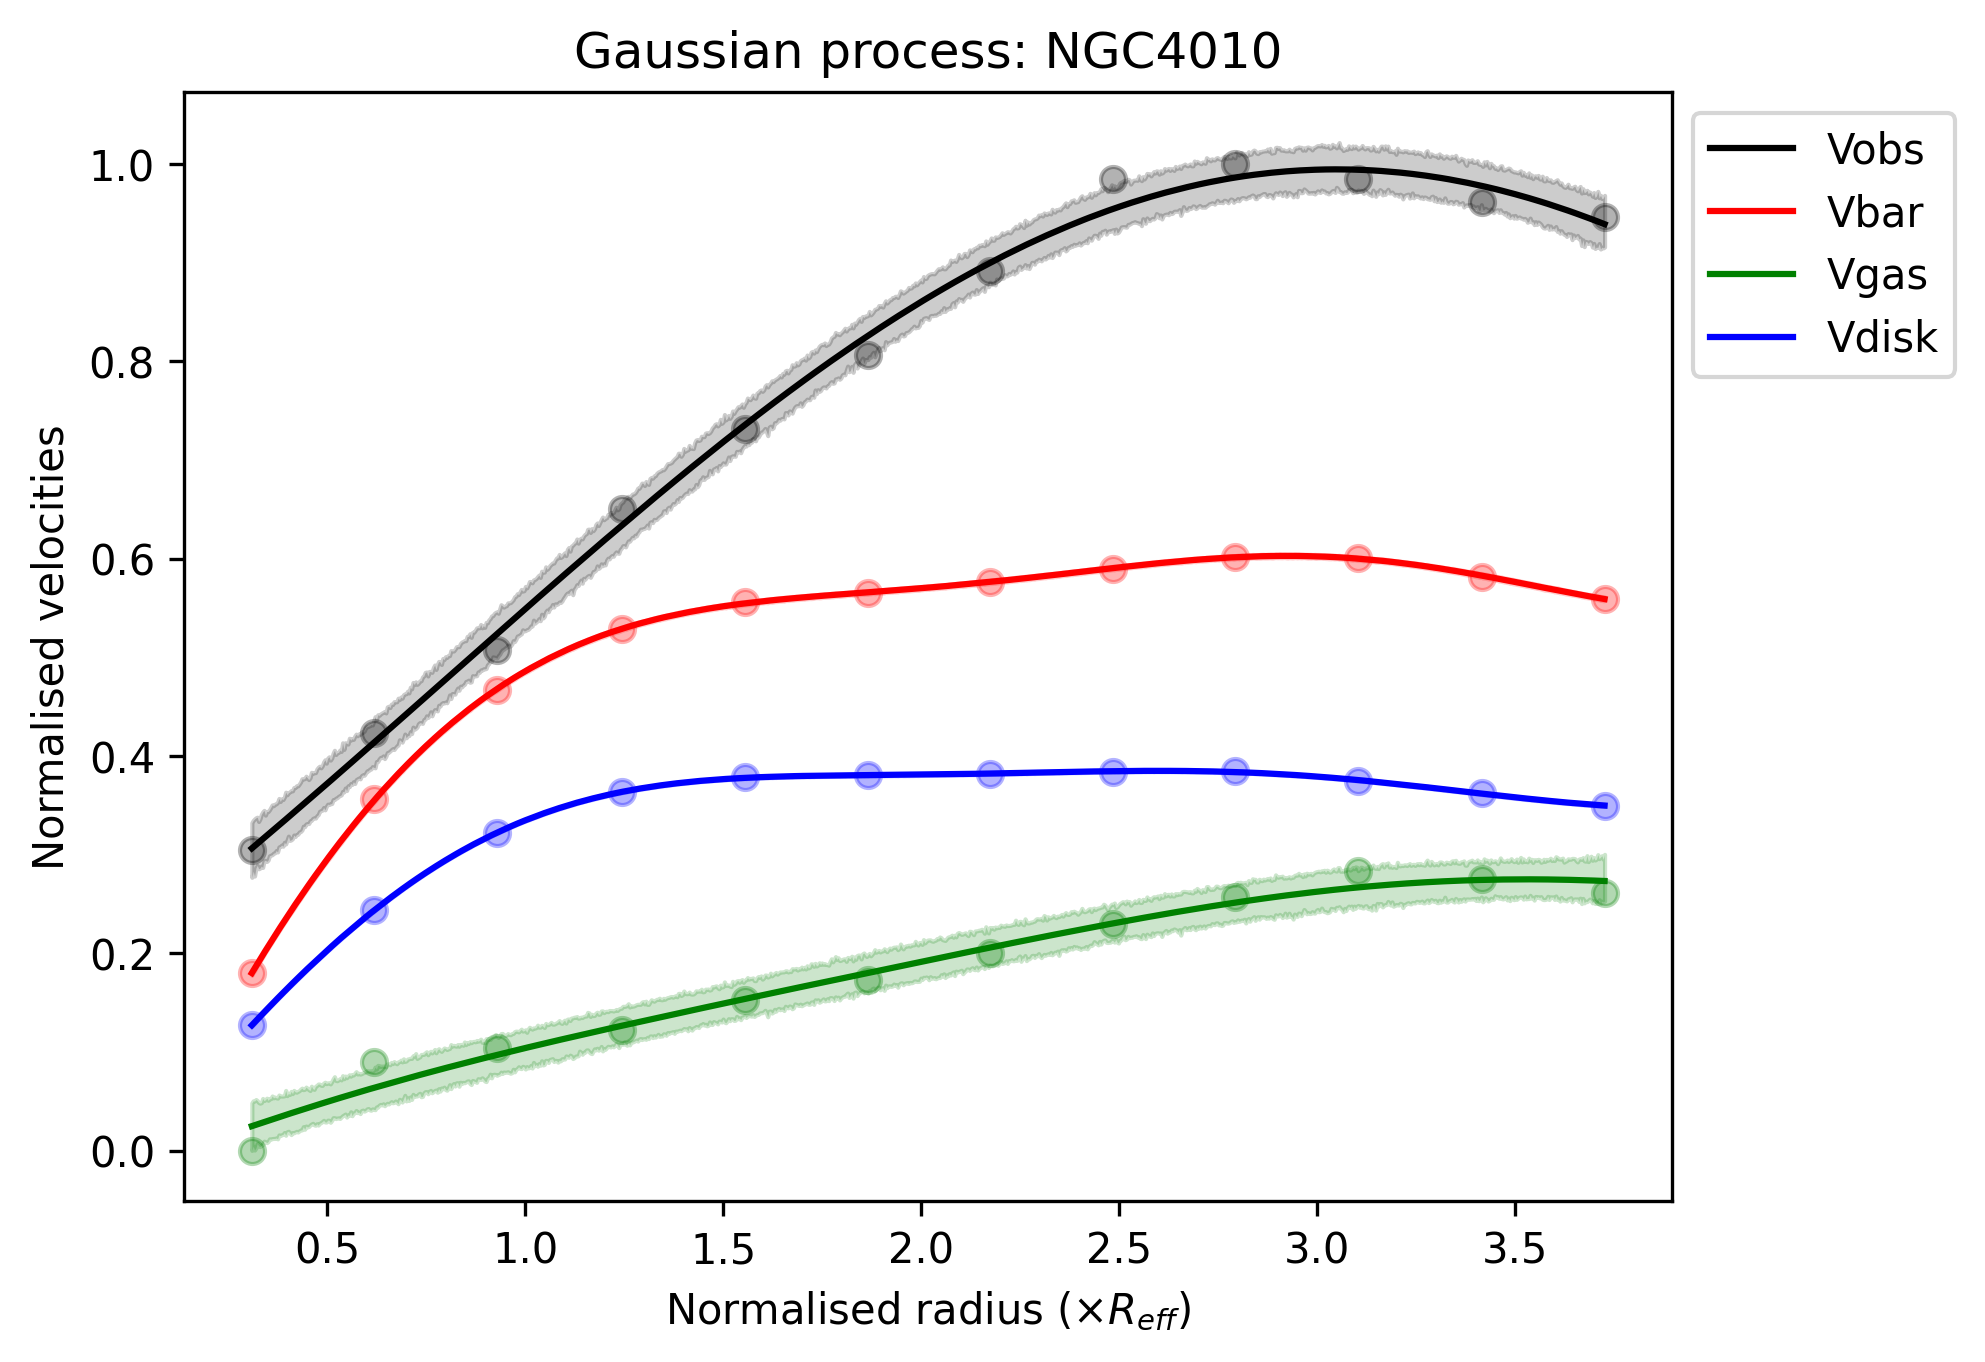 Gaussian process: NGC4010
Normalised velocities
1.0
0.8
0.6
0.4
0.2
0.0
0.5 1.0 1.5 2.0 2.5 3.0 3.5
Normalised radius (×R_eff)
Vobs
Vbar
Vgas
Vdisk